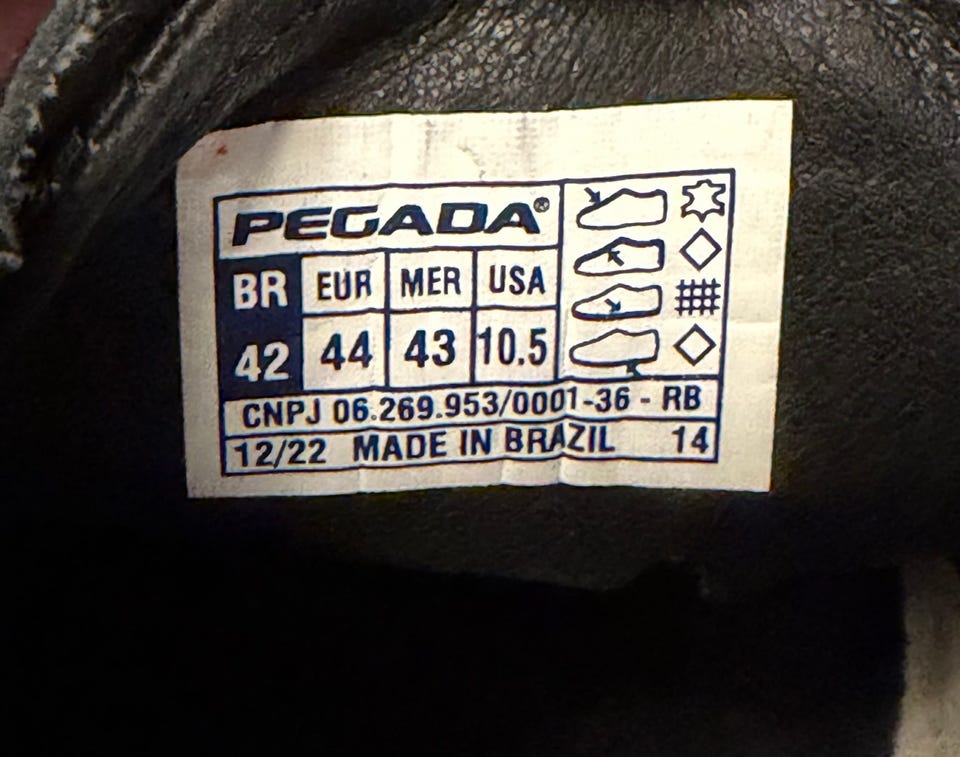 PEGADA®
BR EUR MER USA
42 44 43 10.5
CNPJ 06.269.953/0001-36 - RB
12/22 MADE IN BRAZIL 14